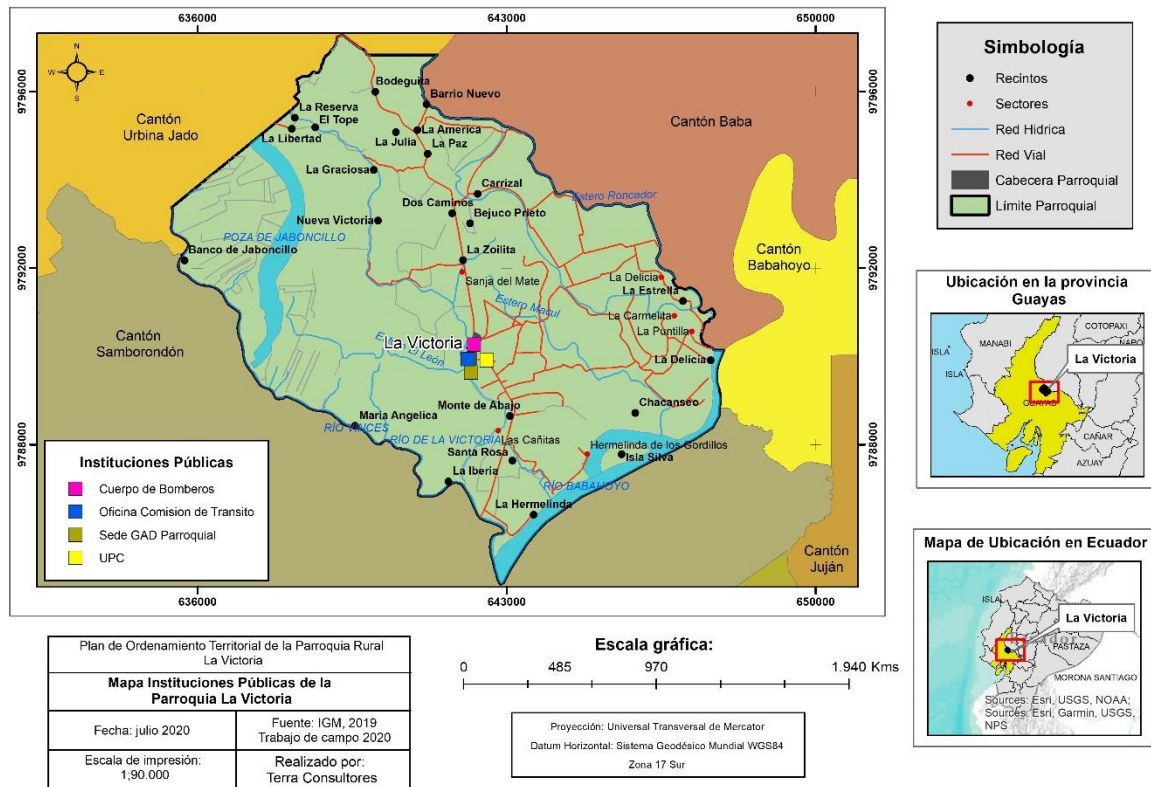 636000
643000
650000
9796000
9792000
9788000
9796000
9792000
9788000
636000
643000
650000
N
W
E
S
Cantón
Urbina Jado
Cantón Baba
Cantón
Babahoyo
Cantón
Samborondón
Cantón
Juján
Bodeguita
Barrio Nuevo
La Reserva
El Tope
La Libertad
La America
La Julia
La Paz
La Graciosa
Carrizal
Estero Roncador
Dos Caminos
Nueva Victoria
Bejuco Prieto
POZA DE JABONCILLO
Banco de Jaboncillo
La Zoilita
Sanja del Mate
La Delicia
La Estrella
Estero Macul
La Carmelita
La Puntilla
La Victoria
El León
La Delicia
Monte de Abajo
Chacanseo
Maria Angelica
RÍO VINCES
RÍO DE LA VICTORIA
Las Cañitas
Hermelinda de los Gordillos
Santa Rosa
Isla Silva
La Iberia
RÍO BABAHOYO
La Hermelinda
Instituciones Públicas
Cuerpo de Bomberos
Oficina Comision de Transito
Sede GAD Parroquial
UPC
Simbología
Recintos
Sectores
Red Hidrica
Red Vial
Cabecera Parroquial
Límite Parroquial
Ubicación en la provincia
Guayas
COTOPAXI
MANABI
ISLA
ISLA
NAPO
La Victoria
GUAYAS
CAÑAR
AZUAY
Mapa de Ubicación en Ecuador
ISLA
La Victoria
PASTAZA
MORONA SANTIAGO
Sources: Esri, USGS, NOAA;
Sources: Esri, Garmin, USGS,
NPS
Plan de Ordenamiento Territorial de la Parroquia Rural
La Victoria
Mapa Instituciones Públicas de la
Parroquia La Victoria
Fecha: julio 2020
Fuente: IGM, 2019
Trabajo de campo 2020
Escala de impresión:
1;90.000
Realizado por:
Terra Consultores
Escala gráfica:
0
485
970
1.940 Kms
Proyección: Universal Transversal de Mercator
Datum Horizontal: Sistema Geodésico Mundial WGS84
Zona 17 Sur